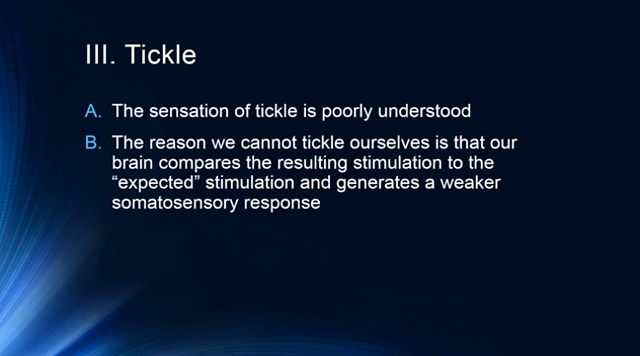 III. Tickle
A. The sensation of tickle is poorly understood
B. The reason we cannot tickle ourselves is that our
brain compares the resulting stimulation to the
“expected” stimulation and generates a weaker
somatosensory response